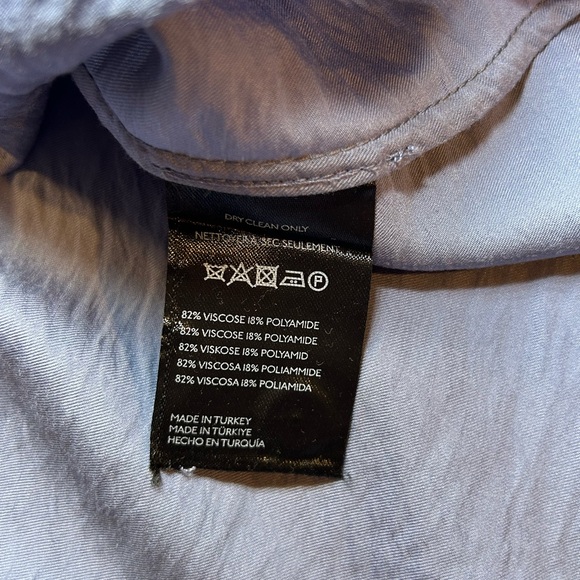 DRY CLEAN ONLY
NETTOYER A SEC SEULEMENT
P
82% VISCOSE 18% POLYAMIDE
82% VISCOSE 18% POLYAMIDE
82% VISKOSE 18% POLYAMID
82% VISCOSA 18% POLIAMMIDE
82% VISCOSA 18% POLIAMIDA
MADE IN TURKEY
MADE IN TÜRKIYE
HECHO EN TURQUÍA